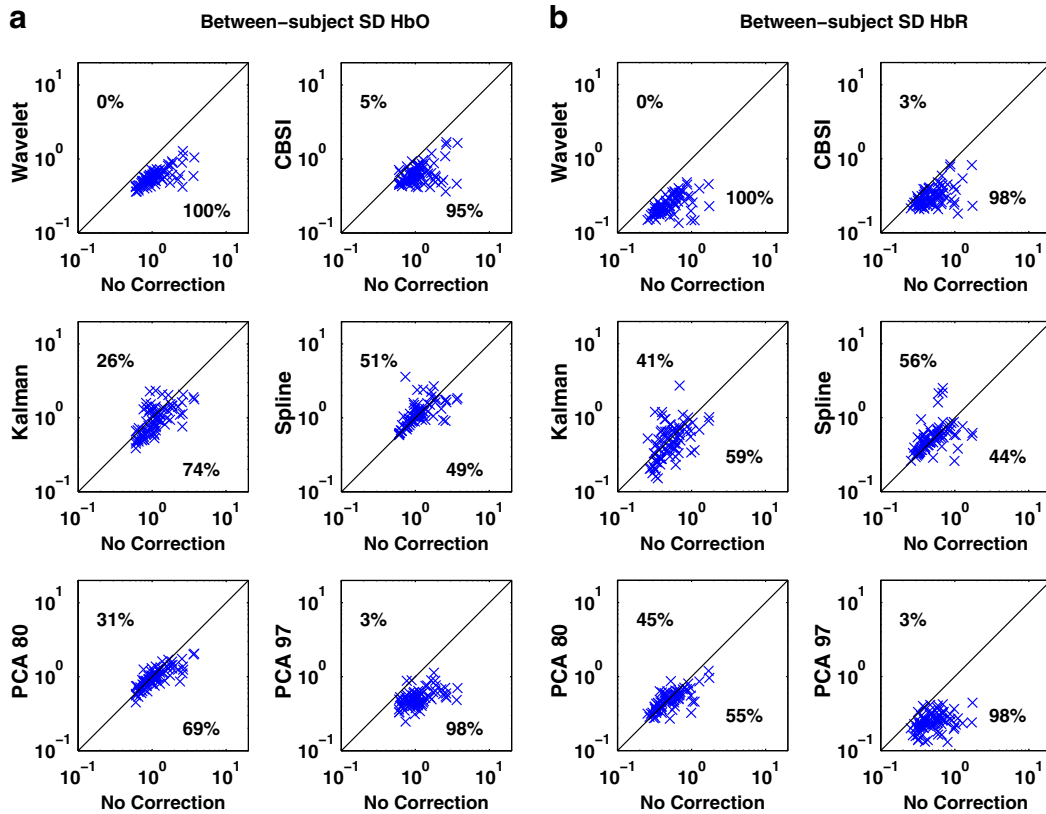 a
Between-subject SD HbO
b
Between-subject SD HbR
Wavelet
10^1
10^0
10^-1
0%
100%
10^-1 10^0 10^1
No Correction
CBSI
10^1
10^0
10^-1
5%
95%
10^-1 10^0 10^1
No Correction
Wavelet
10^1
10^0
10^-1
0%
100%
10^-1 10^0 10^1
No Correction
CBSI
10^1
10^0
10^-1
3%
98%
10^-1 10^0 10^1
No Correction
Kalman
10^1
10^0
10^-1
26%
74%
10^-1 10^0 10^1
No Correction
Spline
10^1
10^0
10^-1
51%
49%
10^-1 10^0 10^1
No Correction
Kalman
10^1
10^0
10^-1
41%
59%
10^-1 10^0 10^1
No Correction
Spline
10^1
10^0
10^-1
56%
44%
10^-1 10^0 10^1
No Correction
PCA 80
10^1
10^0
10^-1
31%
69%
10^-1 10^0 10^1
No Correction
PCA 97
10^1
10^0
10^-1
3%
98%
10^-1 10^0 10^1
No Correction
PCA 80
10^1
10^0
10^-1
45%
55%
10^-1 10^0 10^1
No Correction
PCA 97
10^1
10^0
10^-1
3%
98%
10^-1 10^0 10^1
No Correction